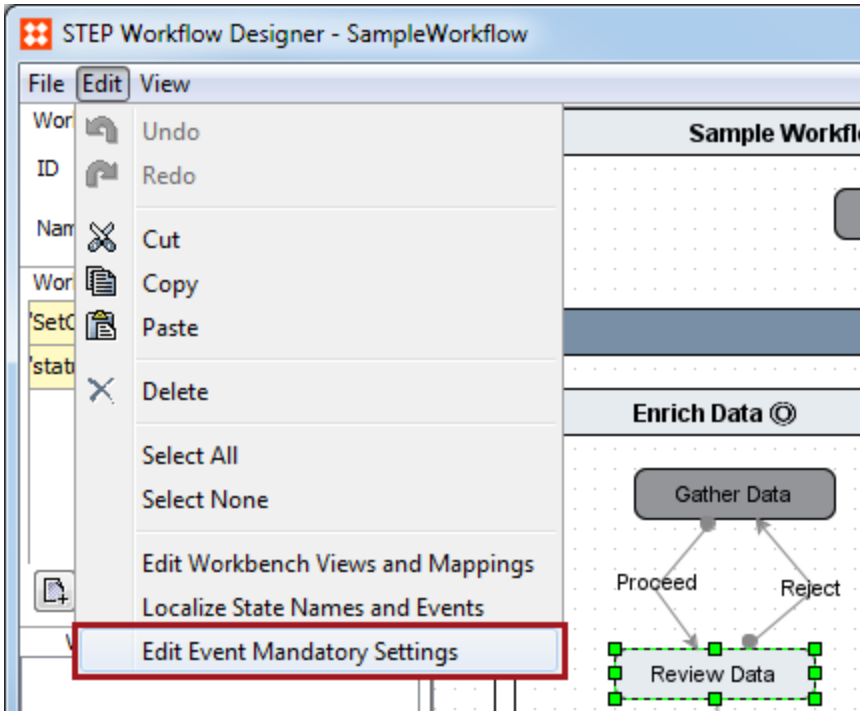 STEP Workflow Designer - SampleWorkflow
File Edit View
Undo
Redo
Cut
Copy
Paste
Delete
Select All
Select None
Edit Workbench Views and Mappings
Localize State Names and Events
Edit Event Mandatory Settings
ID
Sample
Enrich Data
Gather Data
Proceed
Reject
Review Data